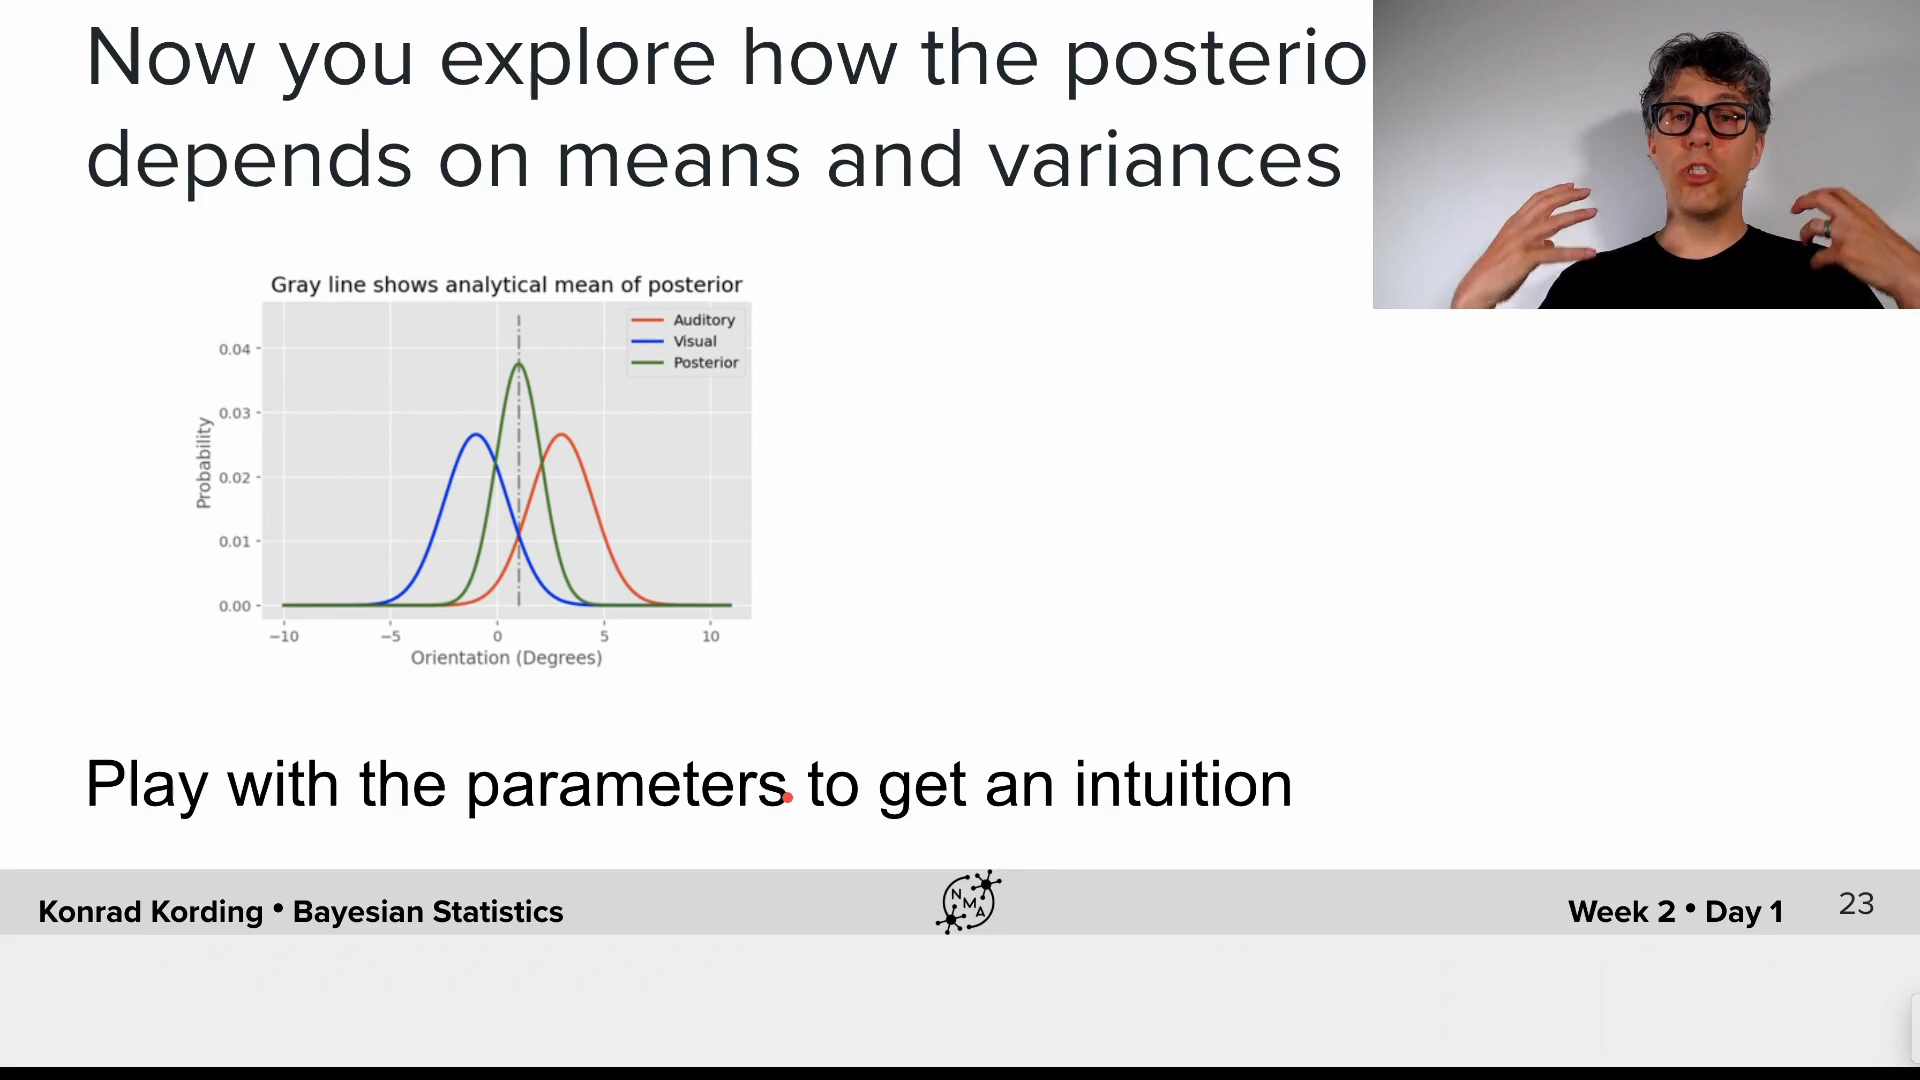 Now you explore how the posterio
depends on means and variances
Gray line shows analytical mean of posterior
Auditory
Visual
Posterior
0.04
0.03
0.02
0.01
0.00
Probability
−10 −5 0 5 10
Orientation (Degrees)
Play with the parameters to get an intuition
Konrad Kording • Bayesian Statistics
N
M
A
Week 2 • Day 1
23